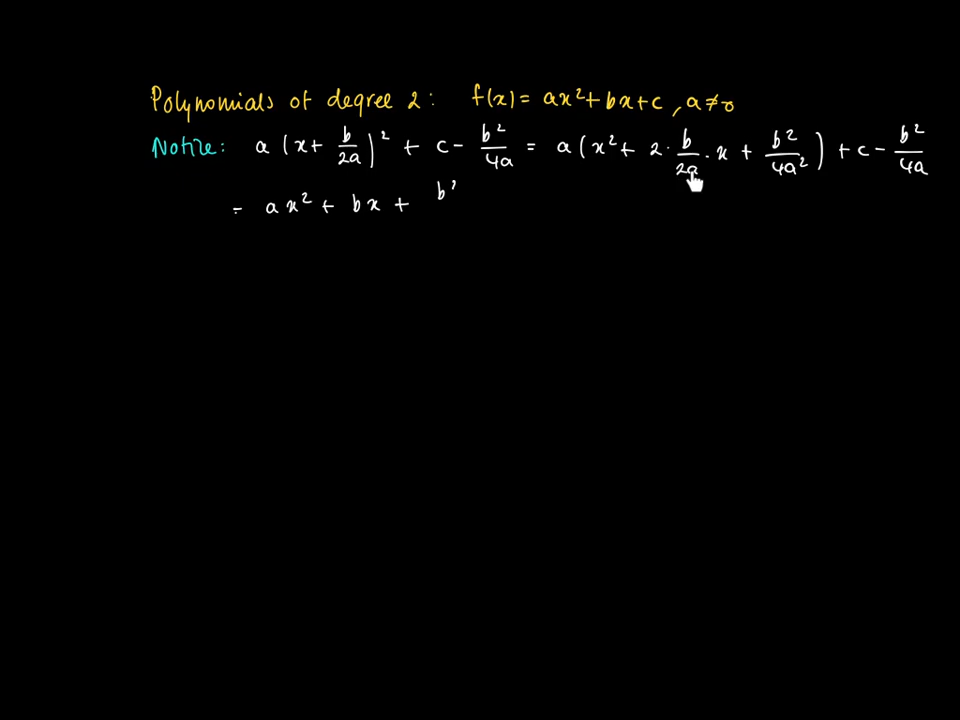 Polynomials of degree 2: f(x) = ax² + bx + c, a ≠ 0
Notice: a (x + b/2a)² + c - b²/4a = a(x² + 2 · b/2a · x + b²/4a²) + c - b²/4a
= ax² + bx + b²